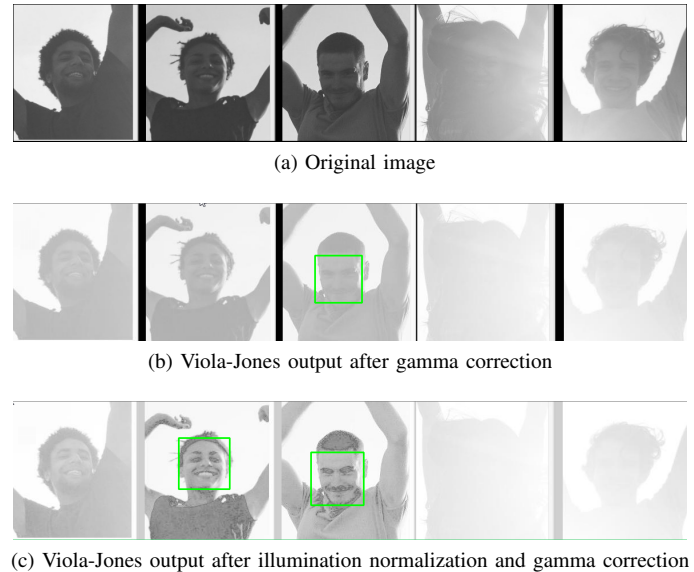 (a) Original image
(b) Viola-Jones output after gamma correction
(c) Viola-Jones output after illumination normalization and gamma correction